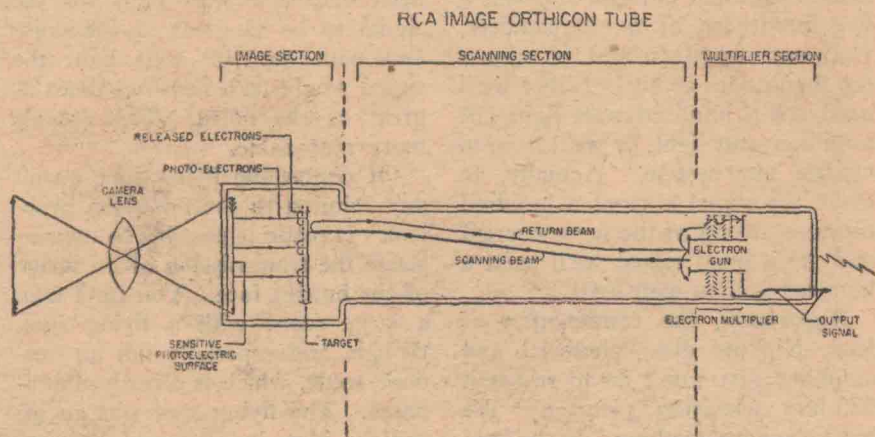 RCA IMAGE ORTHICON TUBE
IMAGE SECTION
SCANNING SECTION
MULTIPLIER SECTION
RELEASED ELECTRONS
PHOTO-ELECTRONS
CAMERA
LENS
RETURN BEAM
SCANNING BEAM
ELECTRON
GUN
SENSITIVE
PHOTOELECTRIC
SURFACE
TARGET
ELECTRON MULTIPLIER
OUTPUT
SIGNAL